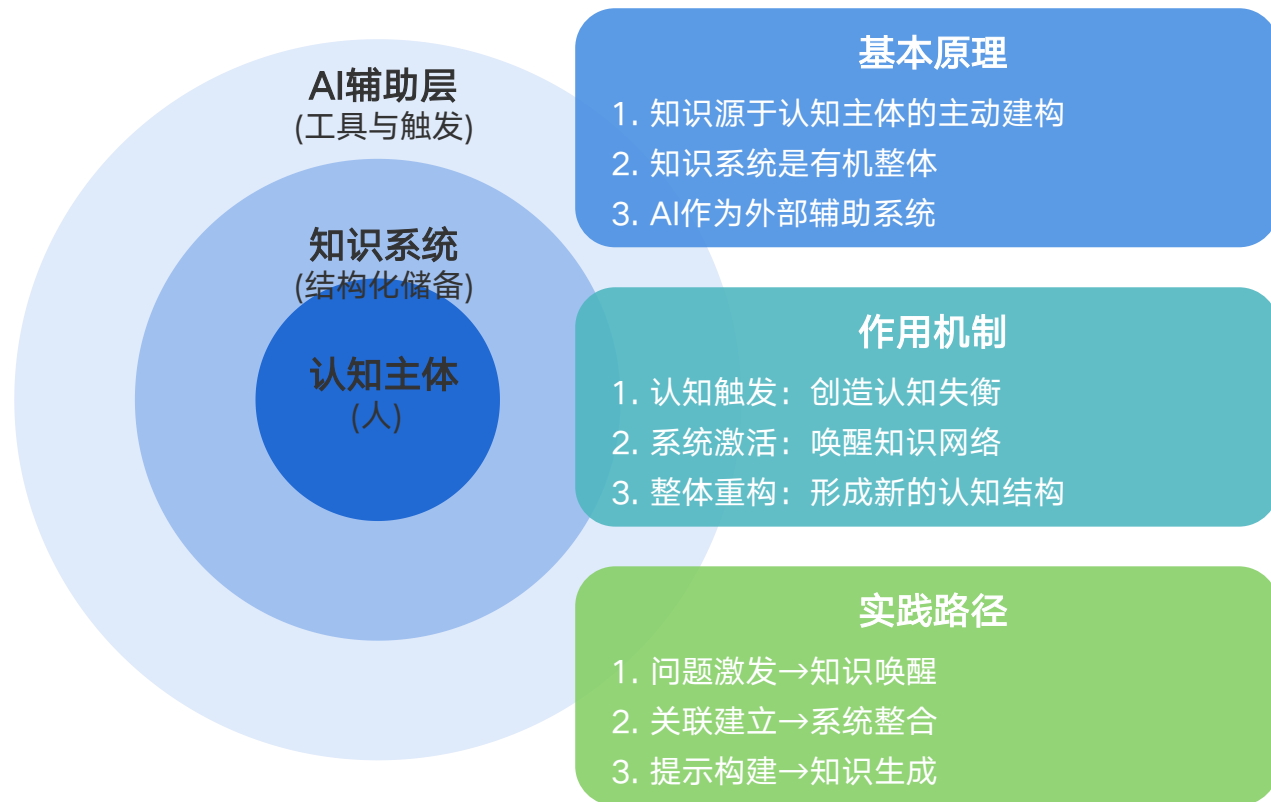 AI辅助层
(工具与触发)
知识系统
(结构化储备)
认知主体
(人)
基本原理
1. 知识源于认知主体的主动建构
2. 知识系统是有机整体
3. AI作为外部辅助系统
作用机制
1. 认知触发：创造认知失衡
2. 系统激活：唤醒知识网络
3. 整体重构：形成新的认知结构
实践路径
1. 问题激发→知识唤醒
2. 关联建立→系统整合
3. 提示构建→知识生成